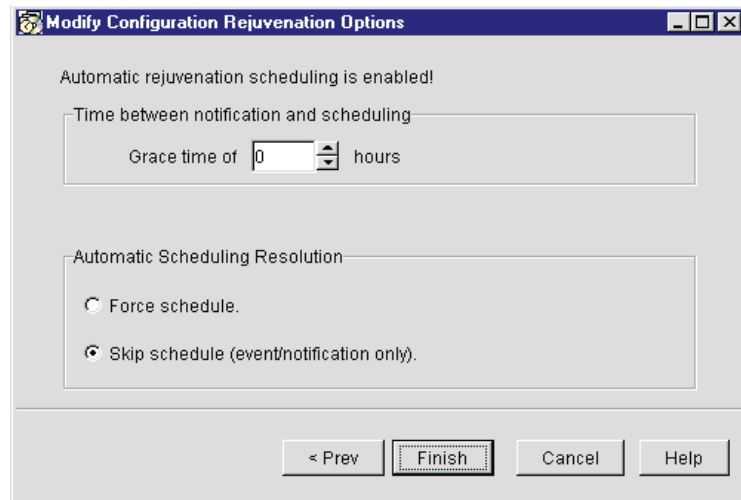 Modify Configuration Rejuvenation Options
Automatic rejuvenation scheduling is enabled!
Time between notification and scheduling
Grace time of 0 hours
Automatic Scheduling Resolution
Force schedule.
Skip schedule (event/notification only).
< Prev Finish Cancel Help